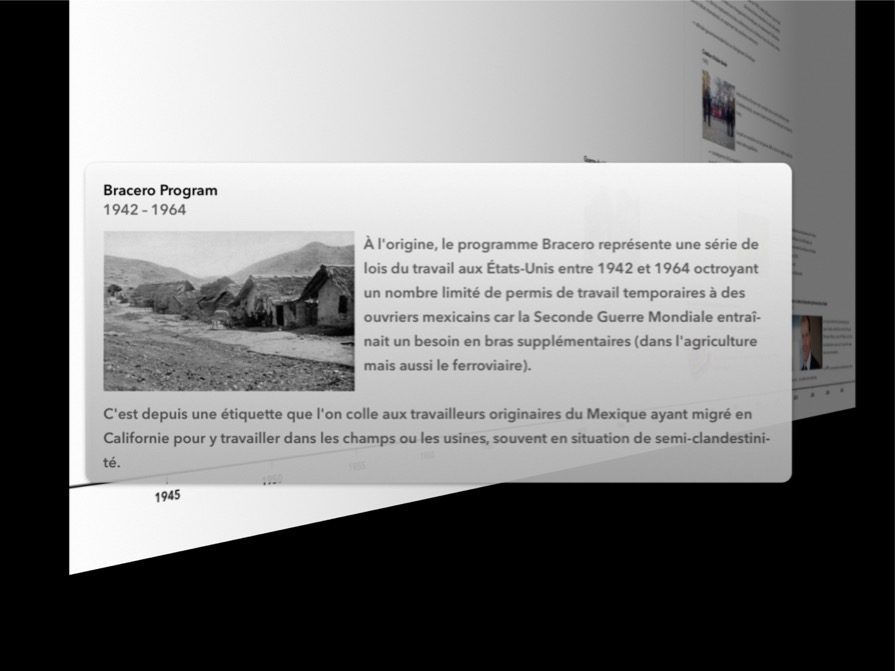 Bracero Program
1942 – 1964
À l'origine, le programme Bracero représente une série de
lois du travail aux États-Unis entre 1942 et 1964 octroyant
un nombre limité de permis de travail temporaires à des
ouvriers mexicains car la Seconde Guerre Mondiale entraî-
nait un besoin en bras supplémentaires (dans l'agriculture
mais aussi le ferroviaire).
C'est depuis une étiquette que l'on colle aux travailleurs originaires du Mexique ayant migré en
Californie pour y travailler dans les champs ou les usines, souvent en situation de semi-clandestini-
té.
1945